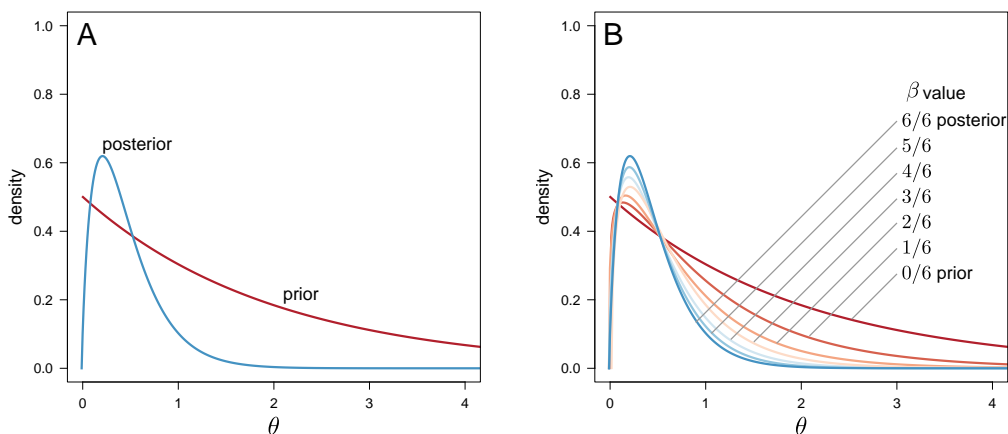 A
density
1.0
0.8
0.6
0.4
0.2
0.0
posterior
prior
0 1 2 3 4
θ
B
density
1.0
0.8
0.6
0.4
0.2
0.0
β value
6/6 posterior
5/6
4/6
3/6
2/6
1/6
0/6 prior
0 1 2 3 4
θ